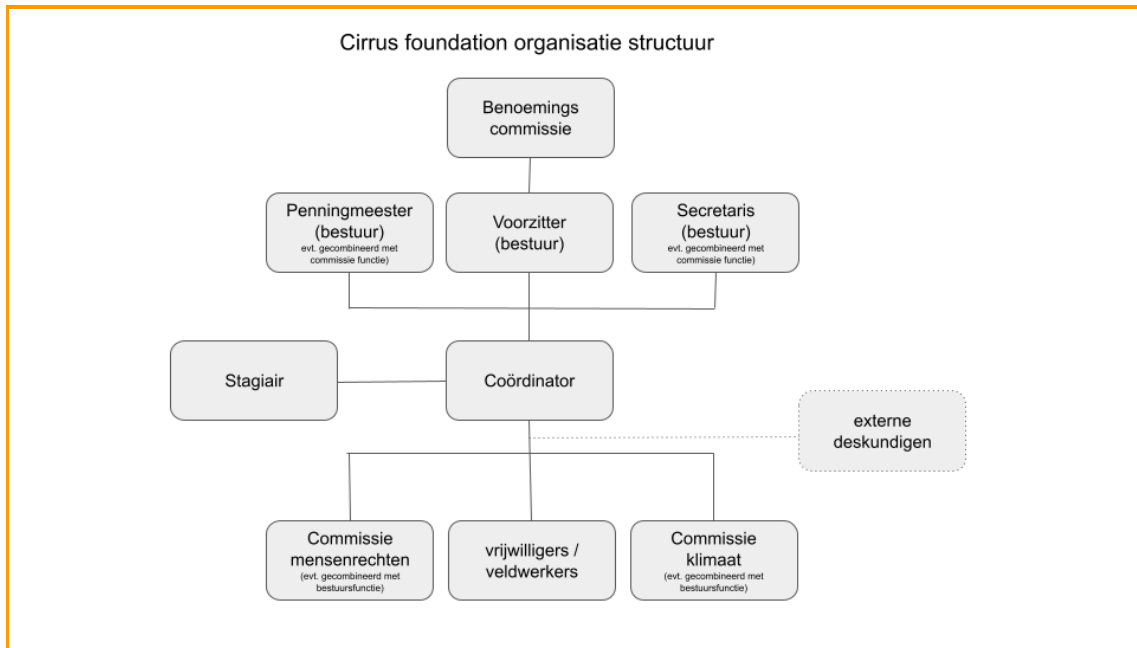 Cirrus foundation organisatie structuur
Benoemings
commissie
Penningmeester
(bestuur)
evt. gecombineerd met
commissie functie)
Voorzitter
(bestuur)
Secretaris
(bestuur)
evt. gecombineerd met
commissie functie)
Stagiair
Coördinator
externe
deskundigen
Commissie
mensenrechten
(evt. gecombineerd met
bestuursfunctie)
vrijwilligers /
veldwerkers
Commissie
klimaat
(evt. gecombineerd met
bestuursfunctie)